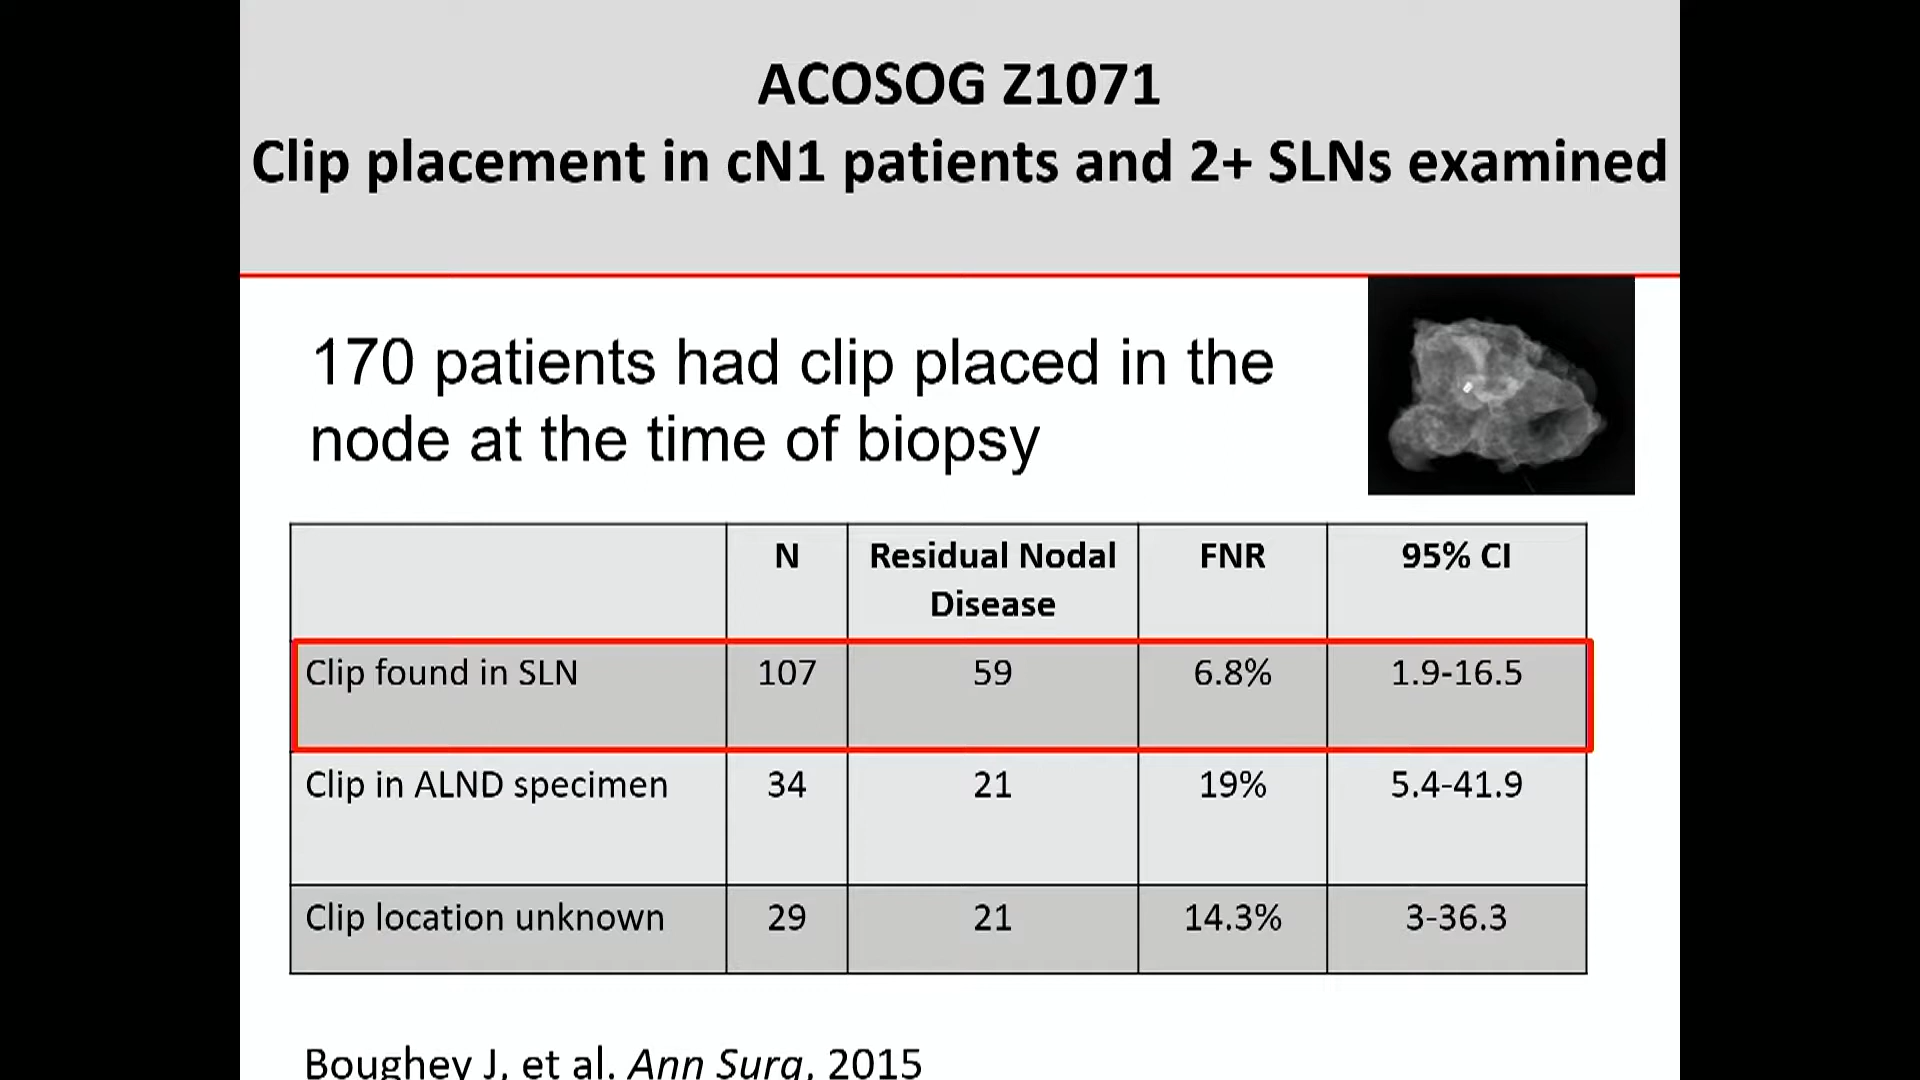 ACOSOG Z1071
Clip placement in cN1 patients and 2+ SLNs examined
170 patients had clip placed in the
node at the time of biopsy
N Residual Nodal Disease FNR 95% CI
Clip found in SLN 107 59 6.8% 1.9-16.5
Clip in ALND specimen 34 21 19% 5.4-41.9
Clip location unknown 29 21 14.3% 3-36.3
Boughey J, et al. Ann Surg, 2015